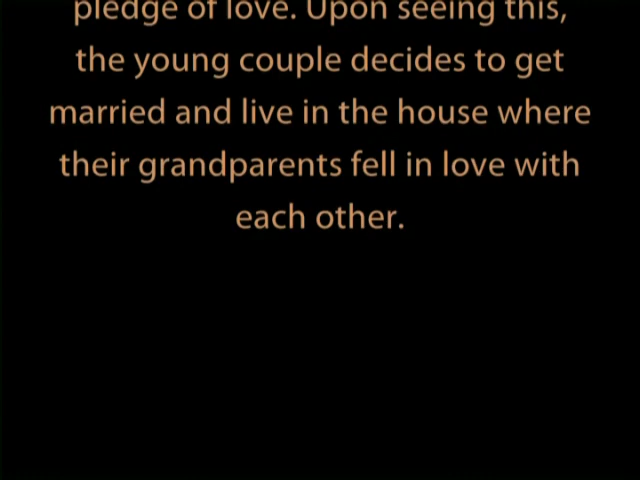 pledge of love. Upon seeing this,
the young couple decides to get
married and live in the house where
their grandparents fell in love with
each other.